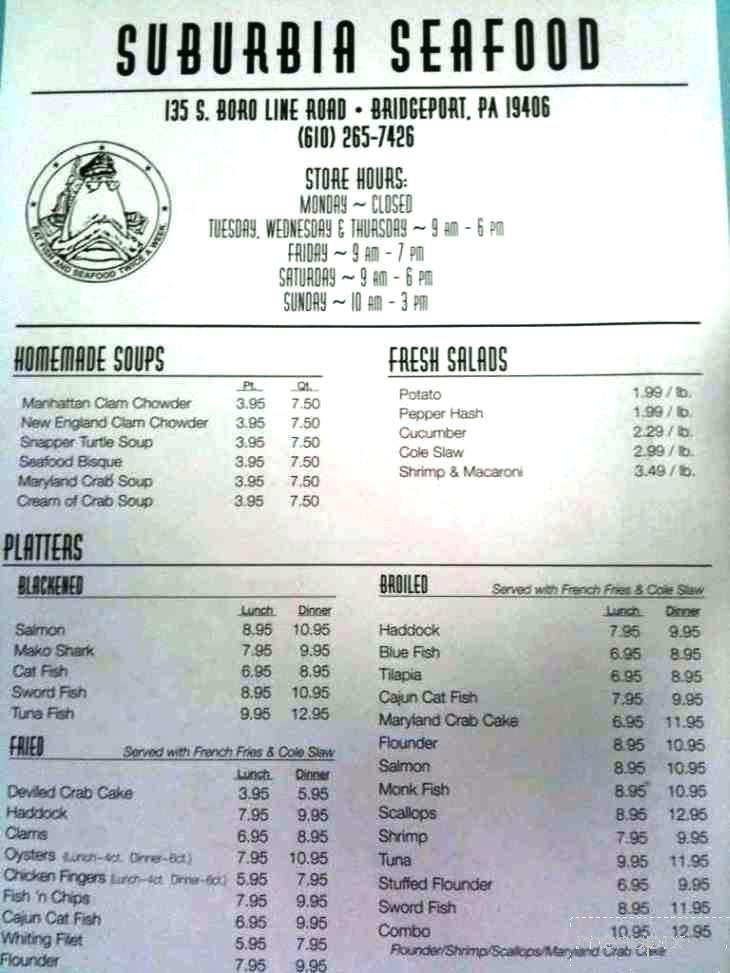 SUBURBIA SEAFOOD
135 S. BORO LINE ROAD • BRIDGEPORT, PA 19406
(610) 265-7426
EAT FISH AND SEAFOOD TWICE A WEEK
STORE HOURS:
MONDAY ~ CLOSED
TUESDAY, WEDNESDAY & THURSDAY ~ 9 AM - 6 PM
FRIDAY ~ 9 AM - 7 PM
SATURDAY ~ 9 AM - 6 PM
SUNDAY ~ 10 AM - 3 PM
HOMEMADE SOUPS
Pt. Qt.
Manhattan Clam Chowder 3.95 7.50
New England Clam Chowder 3.95 7.50
Snapper Turtle Soup 3.95 7.50
Seafood Bisque 3.95 7.50
Maryland Crab Soup 3.95 7.50
Cream of Crab Soup 3.95 7.50
FRESH SALADS
Potato 1.99 / lb.
Pepper Hash 1.99 / lb.
Cucumber 2.29 / lb.
Cole Slaw 2.99 / lb.
Shrimp & Macaroni 3.49 / lb.
PLATTERS
BLACKENED
Lunch Dinner
Salmon 8.95 10.95
Mako Shark 7.95 9.95
Cat Fish 6.95 8.95
Sword Fish 8.95 10.95
Tuna Fish 9.95 12.95
FRIED Served with French Fries & Cole Slaw
Lunch Dinner
Deviled Crab Cake 3.95 5.95
Haddock 7.95 9.95
Clams 6.95 8.95
Oysters (Lunch-4ct. Dinner-6ct.) 7.95 10.95
Chicken Fingers (Lunch-4ct. Dinner-6ct.) 5.95 7.95
Fish 'n Chips 7.95 9.95
Cajun Cat Fish 6.95 9.95
Whiting Filet 5.95 7.95
Flounder 7.95 9.95
BROILED Served with French Fries & Cole Slaw
Lunch Dinner
Haddock 7.95 9.95
Blue Fish 6.95 8.95
Tilapia 6.95 8.95
Cajun Cat Fish 7.95 9.95
Maryland Crab Cake 6.95 11.95
Flounder 8.95 10.95
Salmon 8.95 10.95
Monk Fish 8.95 10.95
Scallops 8.95 12.95
Shrimp 7.95 9.95
Tuna 9.95 11.95
Stuffed Flounder 6.95 9.95
Sword Fish 8.95 11.95
Combo 10.95 12.95
Flounder/Shrimp/Scallops/Maryland Crab Cake